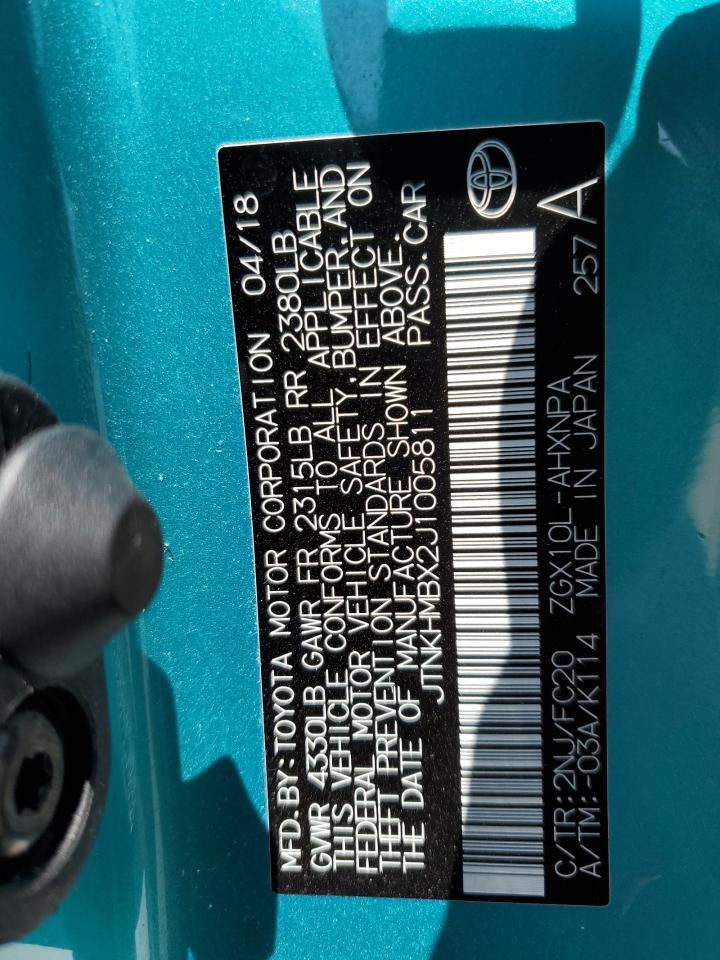 MFD. BY: TOYOTA MOTOR CORPORATION 04/18
GVWR 4330LB GAWR FR 2315LB RR 2380LB
THIS VEHICLE CONFORMS TO ALL APPLICABLE
FEDERAL MOTOR VEHICLE SAFETY, BUMPER, AND
THEFT PREVENTION STANDARDS IN EFFECT ON
THE DATE OF MANUFACTURE SHOWN ABOVE.
JTNKHMBX2J1005811 PASS. CAR
C/TR: 2NJ/FC20 ZGX10L-AHXNPA 257 A
A/TM: -03A/K114 MADE IN JAPAN